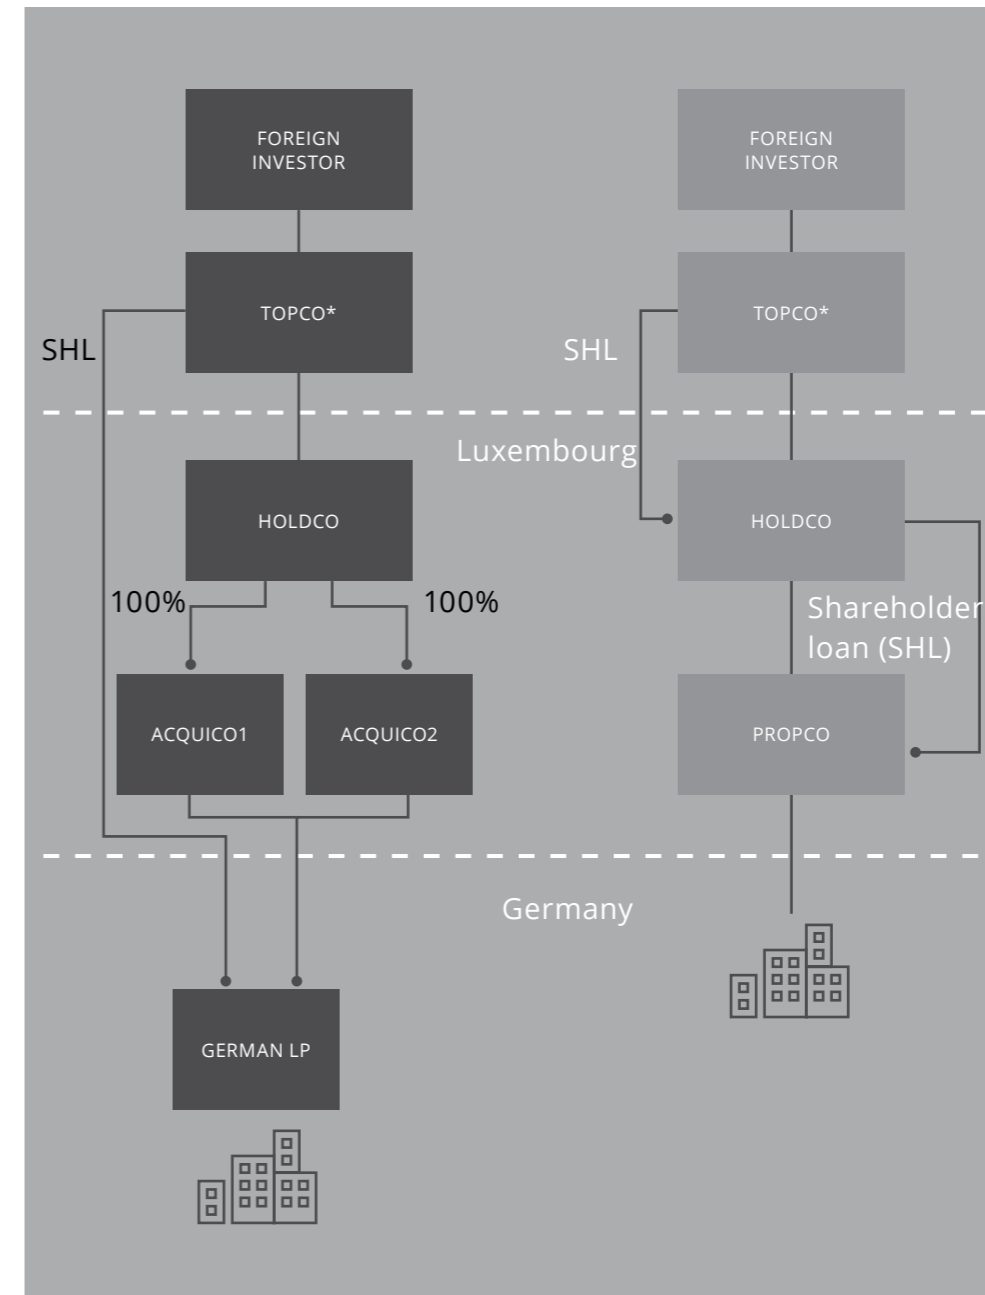 FOREIGN
INVESTOR
FOREIGN
INVESTOR
TOPCO*
TOPCO*
SHL
SHL
Luxembourg
HOLDCO
HOLDCO
100%
100%
Shareholder
loan (SHL)
ACQUICO1
ACQUICO2
PROPCO
Germany
GERMAN LP